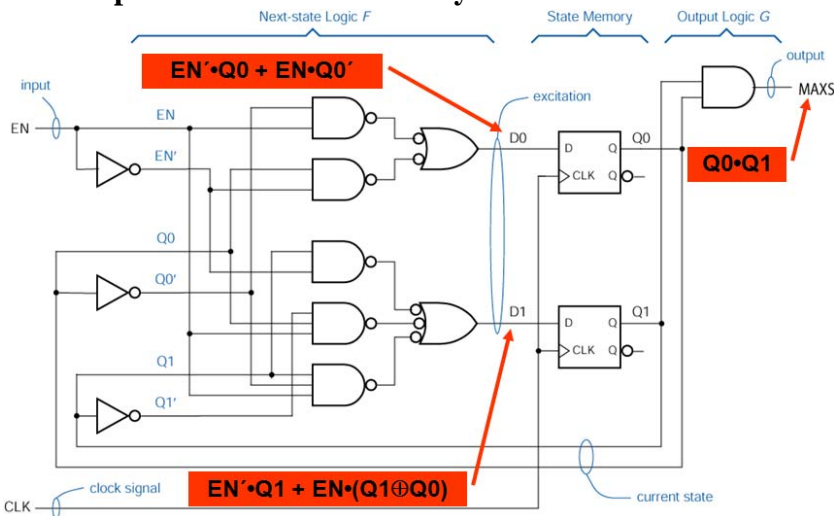 Next-state Logic F
State Memory
Output Logic G
EN´•Q0 + EN•Q0´
output
input
excitation
MAXS
EN
EN
D0
Q0
EN'
D
Q
Q0•Q1
CLK
Q
Q0
Q0'
D1
Q1
D
Q
CLK
Q
Q1
Q1'
EN´•Q1 + EN•(Q1⊕Q0)
clock signal
current state
CLK